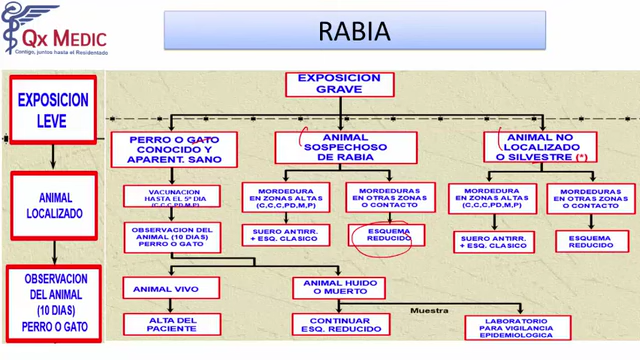 Qx MEDIC
Contigo, juntos hasta el Residentado
RABIA
EXPOSICION
LEVE
ANIMAL
LOCALIZADO
OBSERVACION
DEL ANIMAL
(10 DIAS)
PERRO O GATO
EXPOSICION
GRAVE
PERRO O GATO
CONOCIDO Y
APARENT. SANO
VACUNACION
HASTA EL 5º DIA
(C,C,C,PD,M,P)
OBSERVACION DEL
ANIMAL (10 DIAS)
PERRO O GATO
ANIMAL VIVO
ALTA DEL
PACIENTE
ANIMAL HUIDO
O MUERTO
CONTINUAR
ESQ. REDUCIDO
Muestra
LABORATORIO
PARA VIGILANCIA
EPIDEMIOLOGICA
ANIMAL
SOSPECHOSO
DE RABIA
MORDEDURA
EN ZONAS ALTAS
(C,C,C,PD,M,P)
SUERO ANTIRR.
+ ESQ. CLASICO
MORDEDURAS
EN OTRAS ZONAS
O CONTACTO
ESQUEMA
REDUCIDO
ANIMAL NO
LOCALIZADO
O SILVESTRE (*)
MORDEDURA
EN ZONAS ALTAS
(C,C,C,PD,M,P)
SUERO ANTIRR.
+ ESQ. CLASICO
MORDEDURAS
EN OTRAS ZONAS
O CONTACTO
ESQUEMA
REDUCIDO